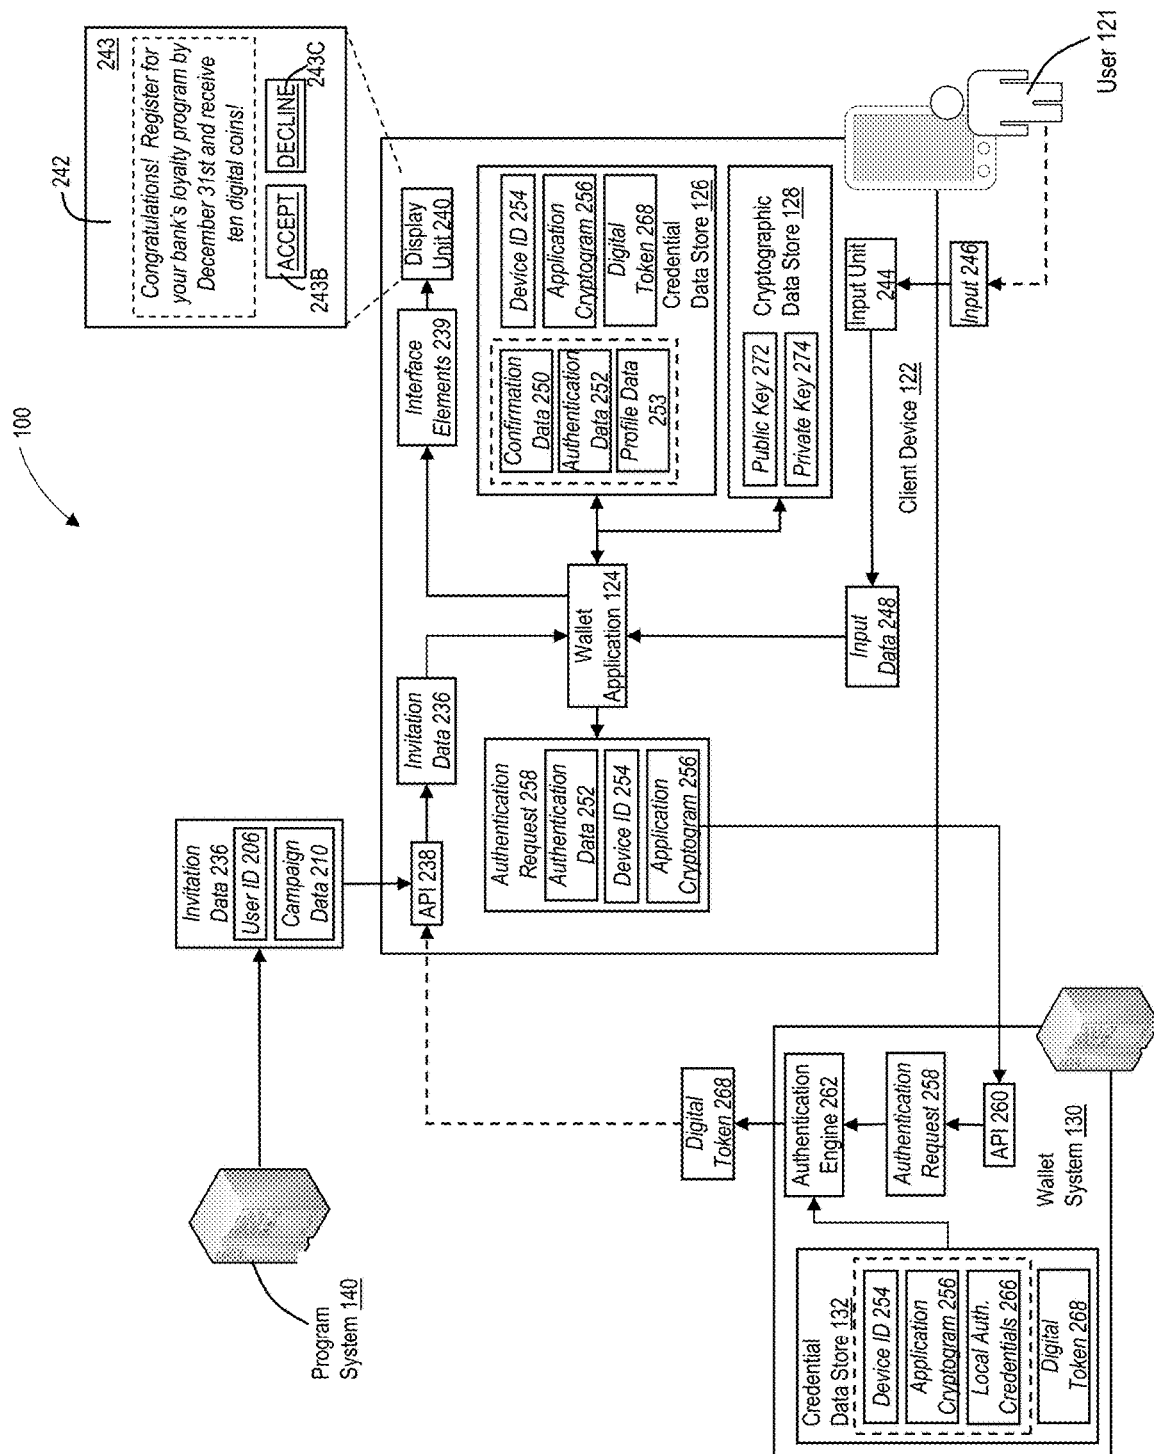 100
242
243
Congratulations! Register for
your bank's loyalty program by
December 31st and receive
ten digital coins!
ACCEPT
DECLINE
243B
243C
Program
System 140
Invitation
Data 236
User ID 206
Campaign
Data 210
API 238
Invitation
Data 236
Interface
Elements 239
Display
Unit 240
Authentication
Request 258
Authentication
Data 252
Device ID 254
Application
Cryptogram 256
Wallet
Application 124
Confirmation
Data 250
Authentication
Data 252
Profile Data
253
Device ID 254
Application
Cryptogram 256
Digital
Token 268
Credential
Data Store 126
Public Key 272
Private Key 274
Cryptographic
Data Store 128
Input
Data 248
Input Unit
244
Client Device 122
Input 246
User 121
Digital
Token 268
Credential
Data Store 132
Device ID 254
Application
Cryptogram 256
Local Auth.
Credentials 266
Digital
Token 268
Authentication
Engine 262
Authentication
Request 258
API 260
Wallet
System 130